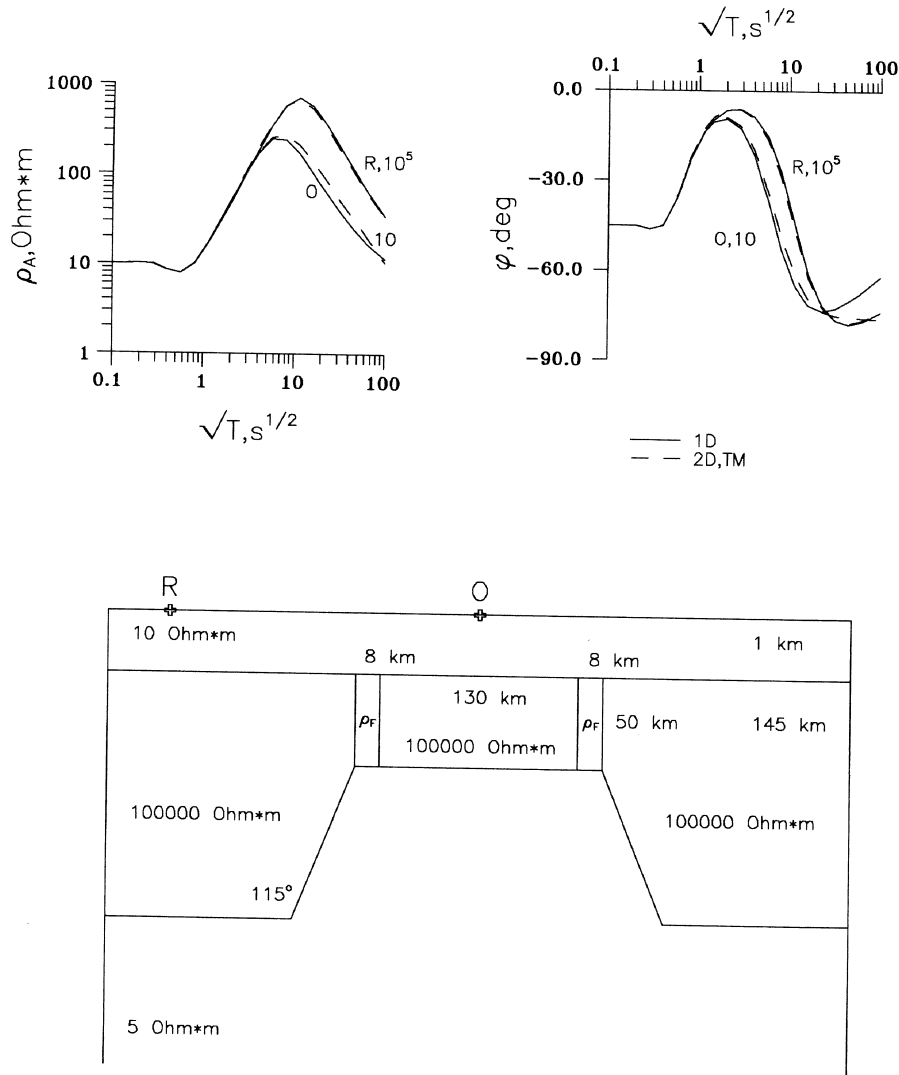 √T,s^1/2
0.1 1 10 100
0.0
-30.0
-60.0
-90.0
φ,deg
R,10^5
O,10
1000
100
10
1
ρA,Ohm*m
R,10^5
O
10
0.1 1 10 100
√T,s^1/2
1D
2D,TM
R O
10 Ohm*m
1 km
8 km 8 km
130 km
ρF ρF
50 km 145 km
100000 Ohm*m
100000 Ohm*m 100000 Ohm*m
115°
5 Ohm*m